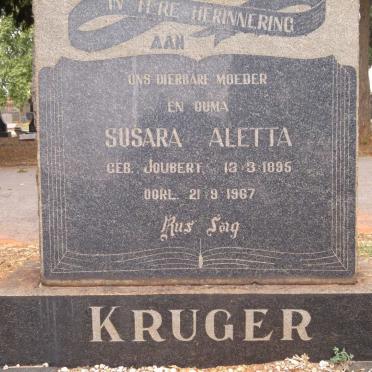 IN TERE HERINNERING
AAN
ONS DIERBARE MOEDER
EN OUMA
SUSARA ALETTA
GEB. JOUBERT 13-3-1895
OORL. 21-9-1967
Rus Sag
KRUGER